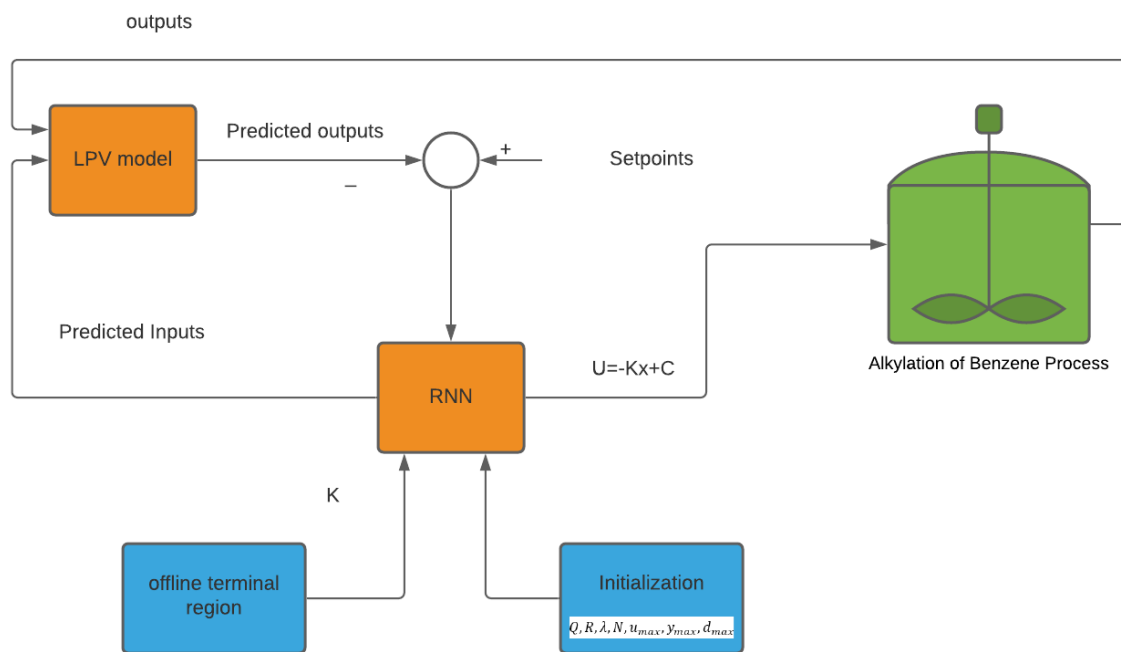 outputs
LPV model
Predicted outputs
+
Setpoints
–
Predicted Inputs
RNN
U=-Kx+C
Alkylation of Benzene Process
K
offline terminal
region
Initialization
Q, R, λ, N, u_max, y_max, d_max